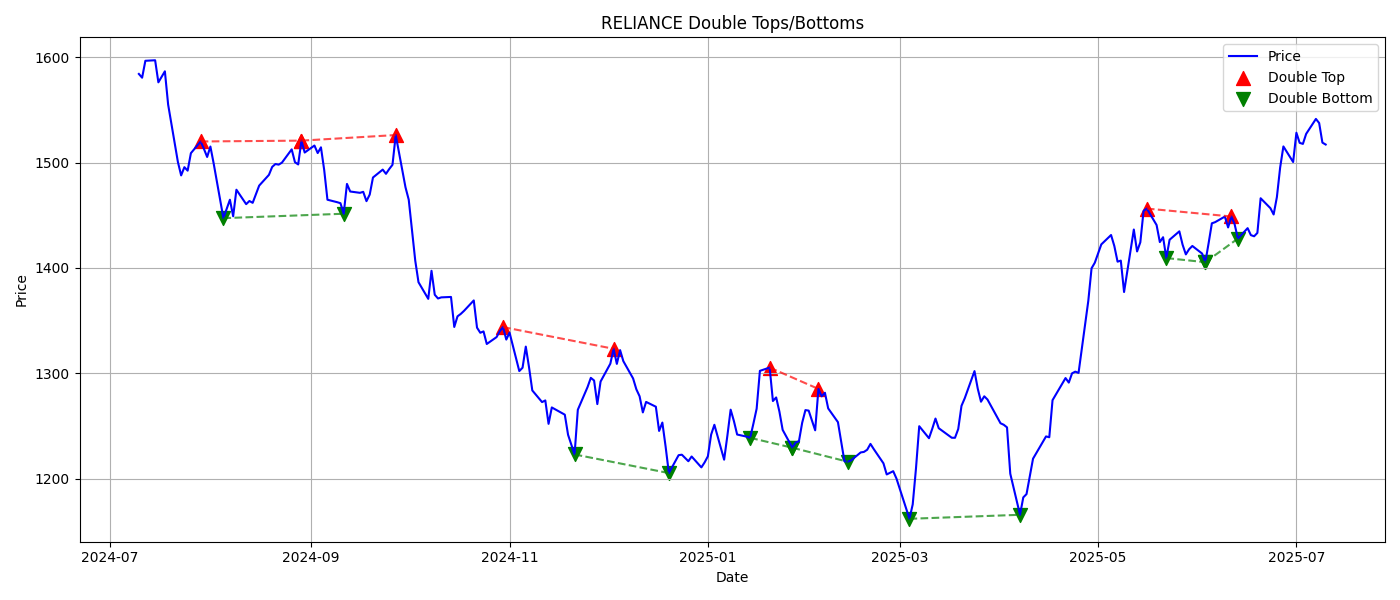 RELIANCE Double Tops/Bottoms
Price
Double Top
Double Bottom
1600
1500
1400
1300
1200
Price
2024-07
2024-09
2024-11
2025-01
2025-03
2025-05
2025-07
Date